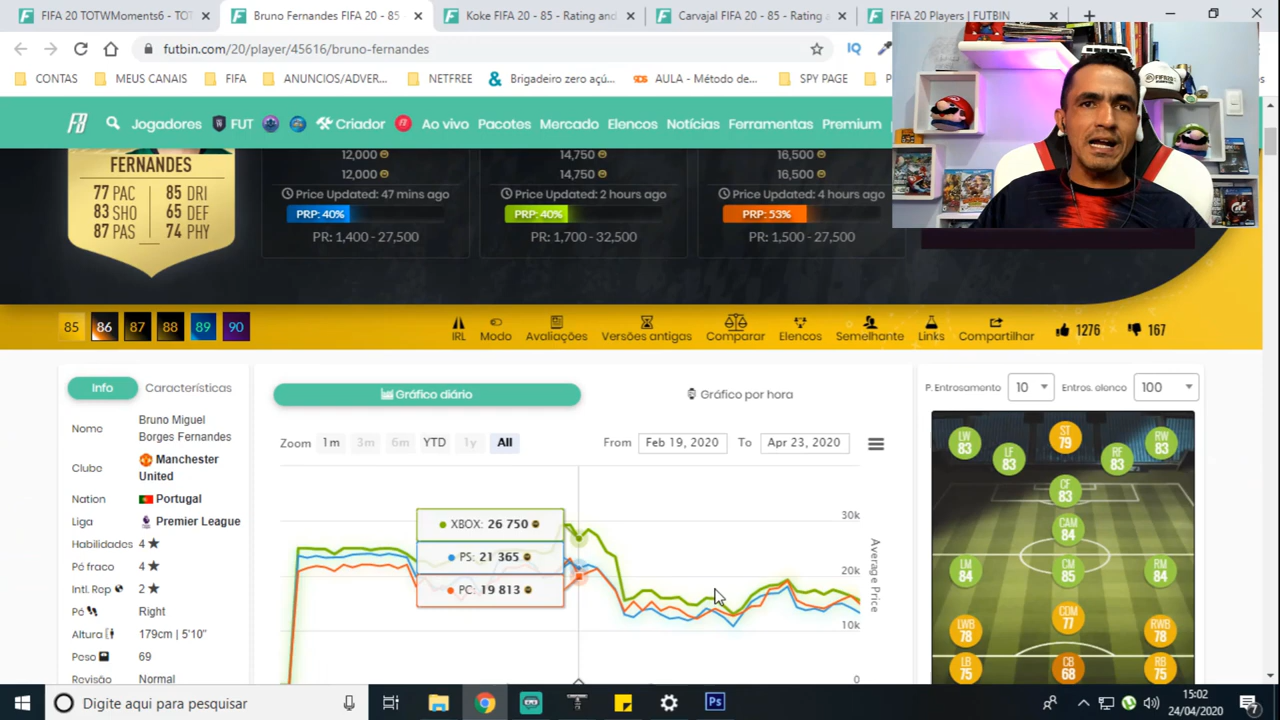 FIFA 20 TOTWMoments6 - TOT
Bruno Fernandes FIFA 20 - 85 -
Koke FIFA 20 - 85 - Rating and
Carvajal FIFA 20 - 85 - Rating
FIFA 20 Players | FUTBIN
futbin.com/20/player/45616/bruno-fernandes
IQ
CONTAS
MEUS CANAIS
FIFA
ANUNCIOS/ADVER...
NETFREE
Brigadeiro zero açú...
AULA - Método de...
SPY PAGE
Jogadores
FUT
Criador
Ao vivo
Pacotes
Mercado
Elencos
Notícias
Ferramentas
Premium
FERNANDES
77 PAC
85 DRI
83 SHO
65 DEF
87 PAS
74 PHY
12,000
12,000
Price Updated: 47 mins ago
PRP: 40%
PR: 1,400 - 27,500
14,750
14,750
Price Updated: 2 hours ago
PRP: 40%
PR: 1,700 - 32,500
16,500
16,500
Price Updated: 4 hours ago
PRP: 53%
PR: 1,500 - 27,500
85
86
87
88
89
90
IRL
Modo
Avaliações
Versões antigas
Comparar
Elencos
Semelhante
Links
Compartilhar
1276
167
Info
Características
Nome
Bruno Miguel
Borges Fernandes
Clube
Manchester
United
Nation
Portugal
Liga
Premier League
Habilidades
4
Pé fraco
4
Intl. Rep
2
Pé
Right
Altura
179cm | 5'10"
Peso
69
Revisão
Normal
Gráfico diário
Gráfico por hora
Zoom
1m
3m
6m
YTD
1y
All
From
Feb 19, 2020
To
Apr 23, 2020
XBOX: 26 750
PS: 21 365
PC: 19 813
30k
20k
10k
0
Average Price
P. Entrosamento
10
Entros. elenco
100
LW
83
ST
79
RW
83
LF
83
RF
83
CF
83
CAM
84
LM
84
CM
85
RM
84
CDM
77
LWB
78
RWB
78
LB
75
CB
68
RB
75
Digite aqui para pesquisar
15:02
24/04/2020
7